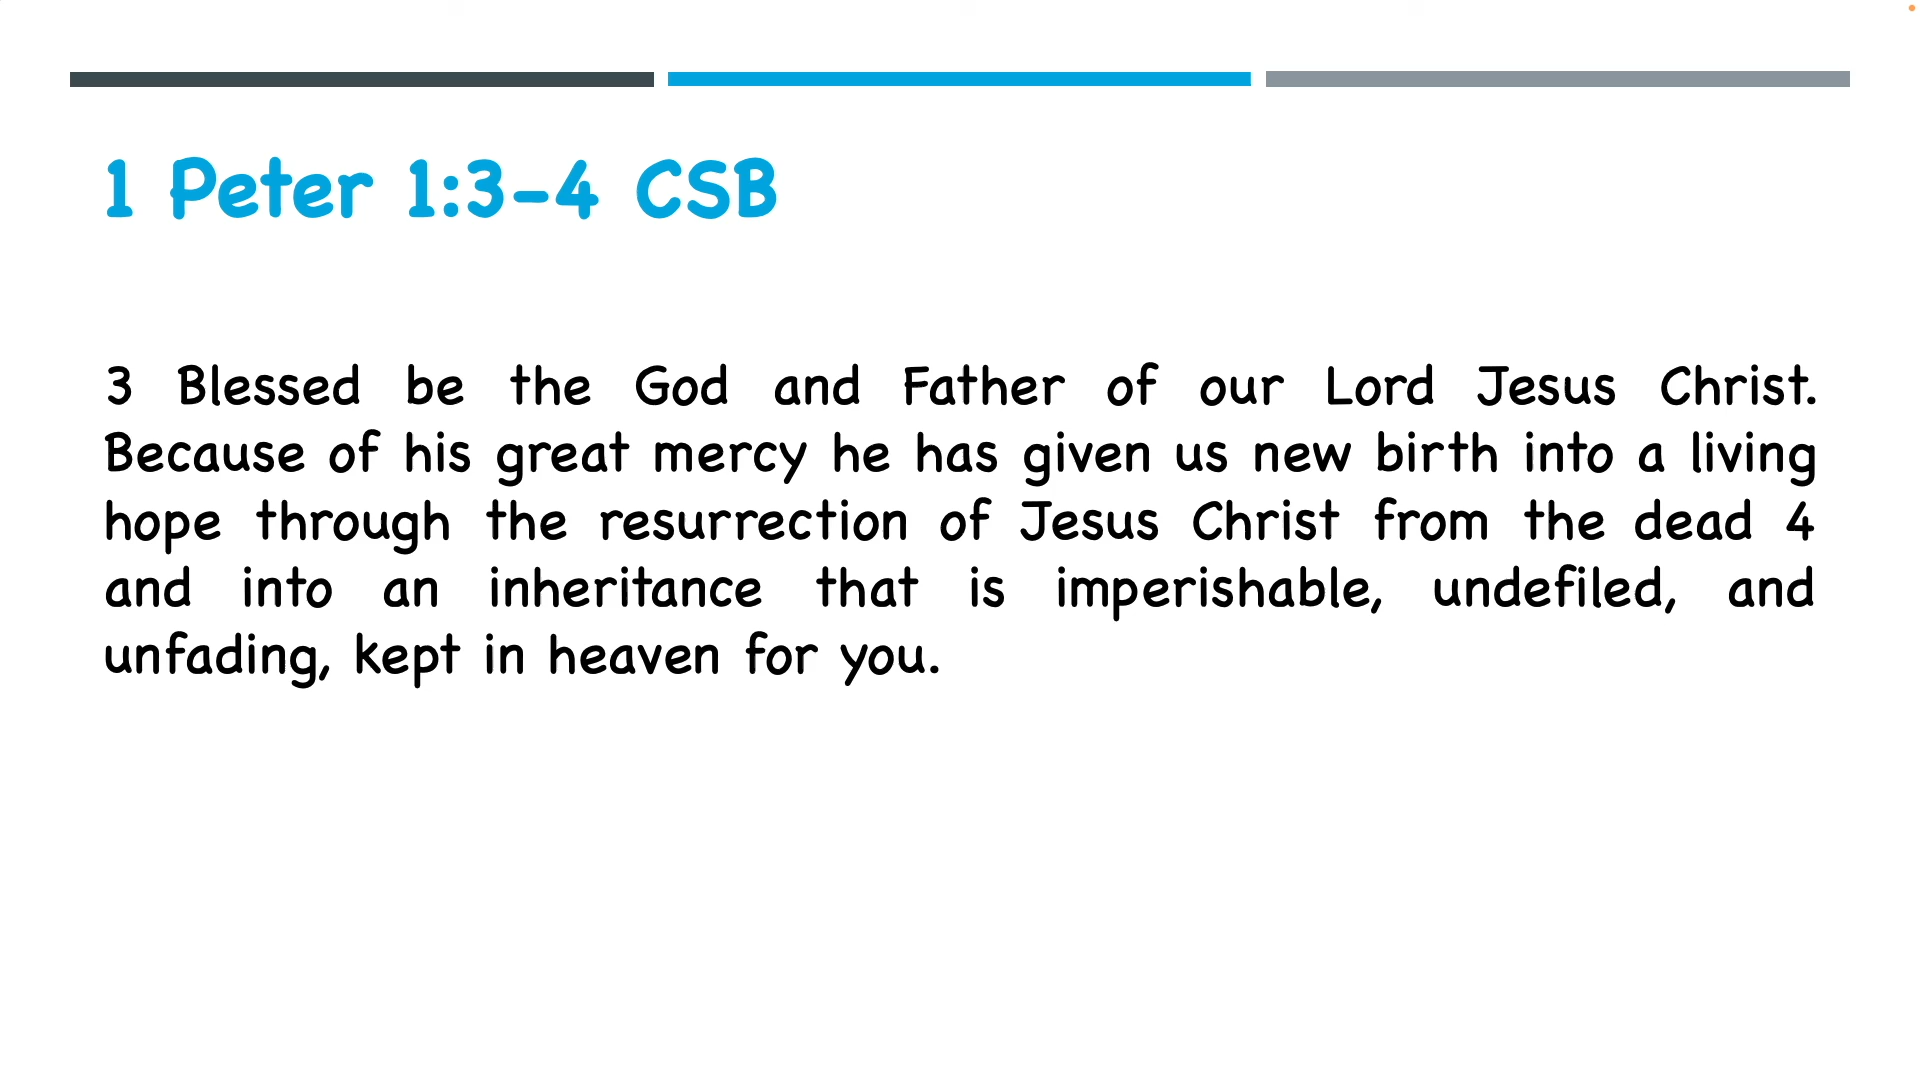 1 Peter 1:3-4 CSB
3 Blessed be the God and Father of our Lord Jesus Christ.
Because of his great mercy he has given us new birth into a living
hope through the resurrection of Jesus Christ from the dead 4
and into an inheritance that is imperishable, undefiled, and
unfading, kept in heaven for you.